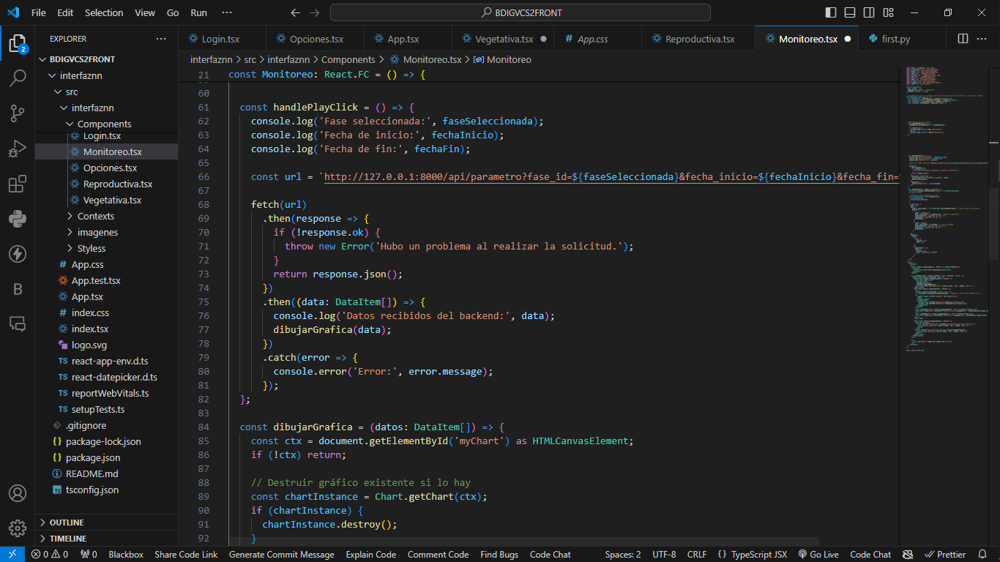 File Edit Selection View Go Run ···
BDIGVCS2FRONT
EXPLORER ···
BDIGVCS2FRONT
interfaznn
src
interfaznn
Components
Login.tsx
Monitoreo.tsx
Opciones.tsx
Reproductiva.tsx
Vegetativa.tsx
Contexts
imagenes
Styless
App.css
App.test.tsx
App.tsx
index.css
index.tsx
logo.svg
TS react-app-env.d.ts
TS react-datepicker.d.ts
TS reportWebVitals.ts
TS setupTests.ts
.gitignore
package-lock.json
package.json
README.md
tsconfig.json
OUTLINE
TIMELINE
2
B
Login.tsx Opciones.tsx App.tsx Vegetativa.tsx App.css Reproductiva.tsx Monitoreo.tsx first.py ···
interfaznn > src > interfaznn > Components > Monitoreo.tsx > Monitoreo
21 const Monitoreo: React.FC = () => {
60
61 const handlePlayClick = () => {
62 console.log('Fase seleccionada:', faseSeleccionada);
63 console.log('Fecha de inicio:', fechaInicio);
64 console.log('Fecha de fin:', fechaFin);
65
66 const url = `http://127.0.0.1:8000/api/parametro?fase_id=${faseSeleccionada}&fecha_inicio=${fechaInicio}&fecha_fin=
67
68 fetch(url)
69 .then(response => {
70 if (!response.ok) {
71 throw new Error('Hubo un problema al realizar la solicitud.');
72 }
73 return response.json();
74 })
75 .then((data: DataItem[]) => {
76 console.log('Datos recibidos del backend:', data);
77 dibujarGrafica(data);
78 })
79 .catch(error => {
80 console.error('Error:', error.message);
81 });
82 };
83
84 const dibujarGrafica = (datos: DataItem[]) => {
85 const ctx = document.getElementById('myChart') as HTMLCanvasElement;
86 if (!ctx) return;
87
88 // Destruir gráfico existente si lo hay
89 const chartInstance = Chart.getChart(ctx);
90 if (chartInstance) {
91 chartInstance.destroy();
92 }
0 0 0 Blackbox Share Code Link Generate Commit Message Explain Code Comment Code Find Bugs Code Chat Spaces: 2 UTF-8 CRLF {} TypeScript JSX Go Live Code Chat Prettier